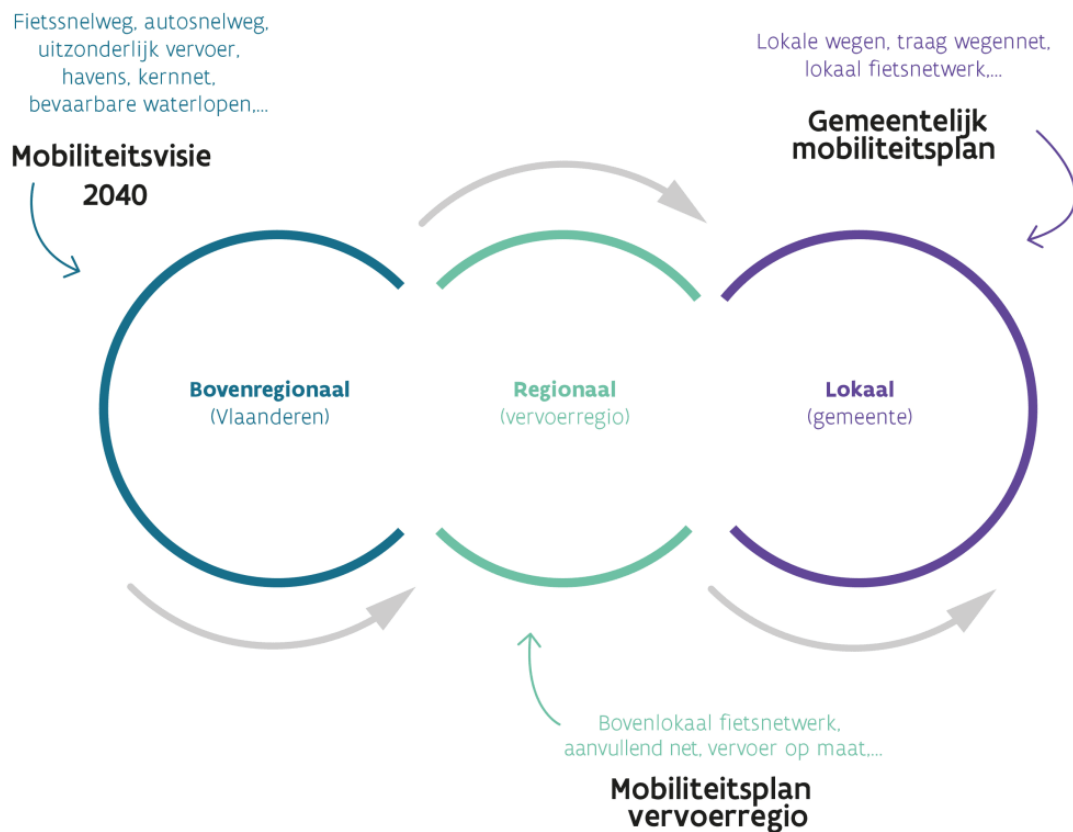 Fietssnelweg, autosnelweg,
uitzonderlijk vervoer,
havens, kernnet,
bevaarbare waterlopen,...
Mobiliteitsvisie
2040
Lokale wegen, traag wegennet,
lokaal fietsnetwerk,...
Gemeentelijk
mobiliteitsplan
Bovenregionaal
(Vlaanderen)
Regionaal
(vervoerregio)
Lokaal
(gemeente)
Bovenlokaal fietsnetwerk,
aanvullend net, vervoer op maat,...
Mobiliteitsplan
vervoerregio